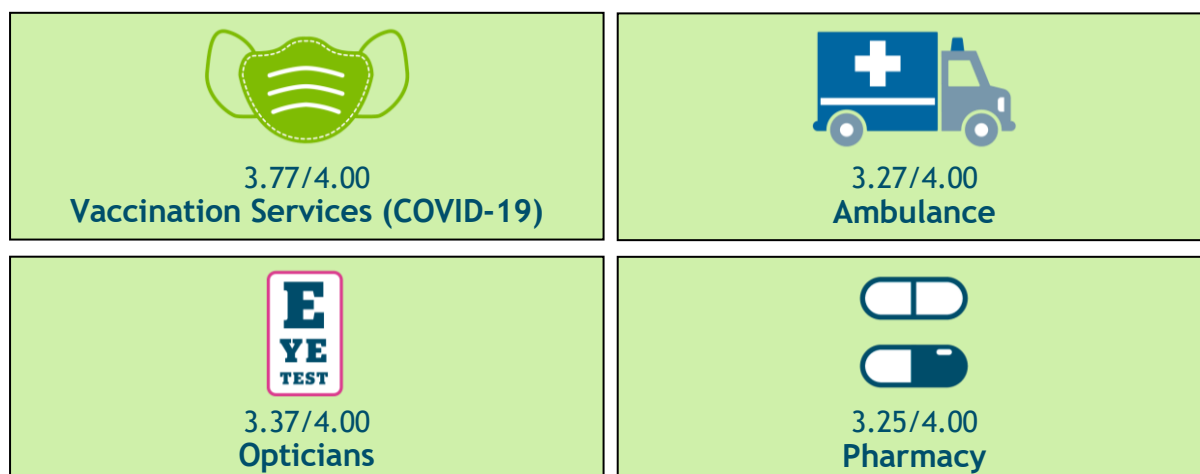 3.77/4.00
Vaccination Services (COVID-19)
3.27/4.00
Ambulance
E
YE
TEST
3.37/4.00
Opticians
3.25/4.00
Pharmacy